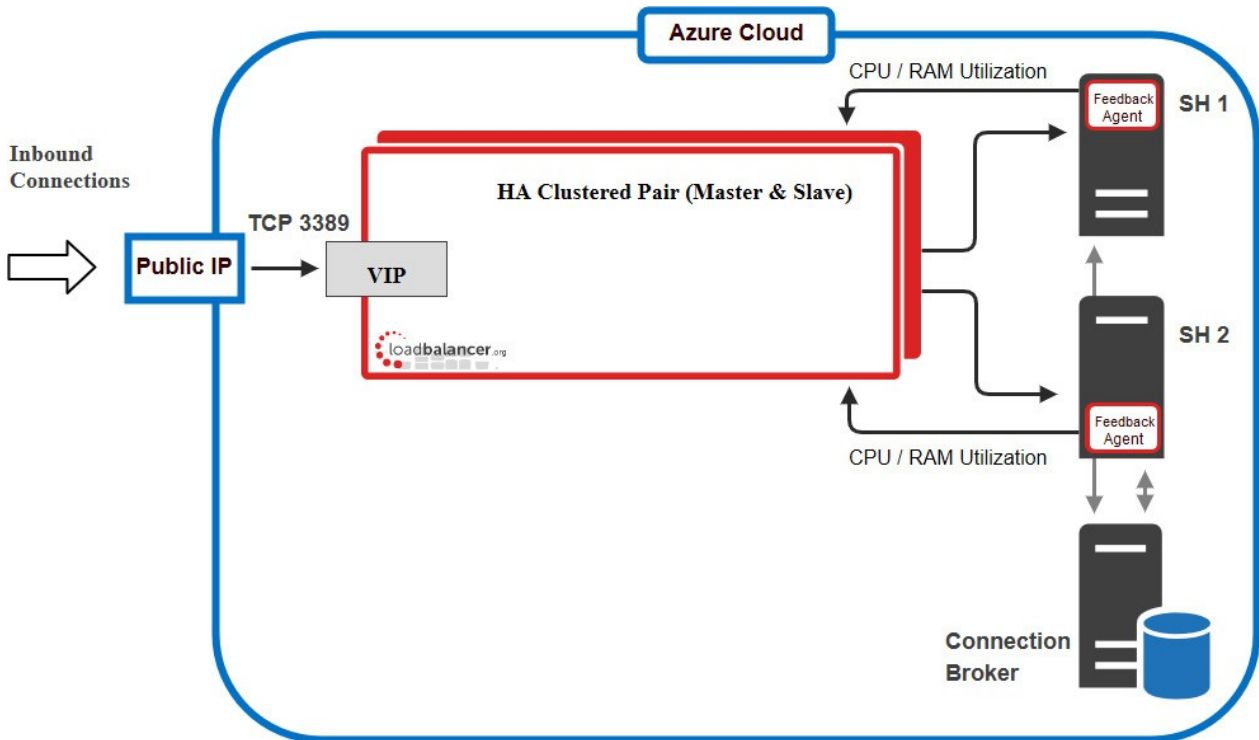 Azure Cloud
CPU / RAM Utilization
Feedback
Agent
SH 1
Inbound
Connections
HA Clustered Pair (Master & Slave)
TCP 3389
Public IP
VIP
loadbalancer.org
SH 2
Feedback
Agent
CPU / RAM Utilization
Connection
Broker